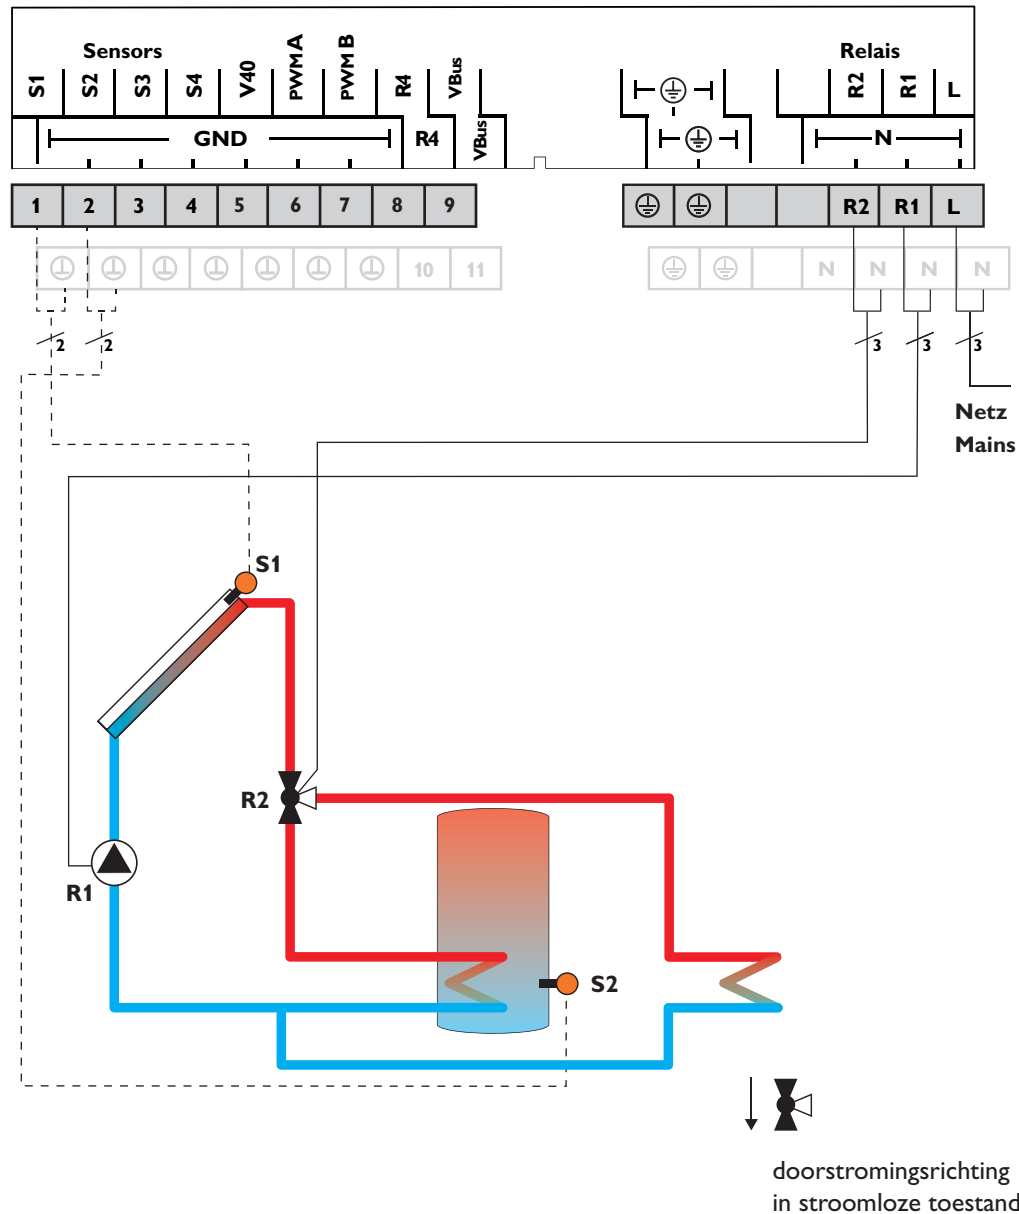 Sensors
Relais
S1 S2 S3 S4 V40 PWM A PWM B R4 VBus R2 R1 L
GND R4 VBus N
1 2 3 4 5 6 7 8 9 R2 R1 L
10 11 N N N N
2 2 3 3 3
Netz
Mains
S1
R2
R1
S2
doorstromingsrichting
in stroomloze toestand